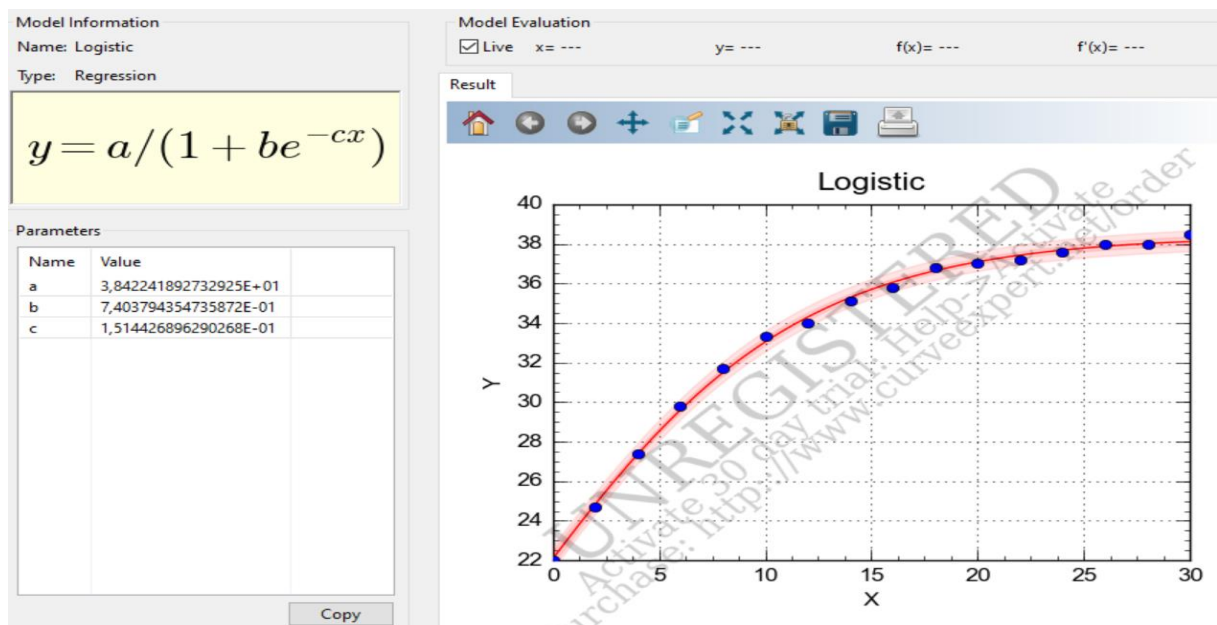 Model Information
Name: Logistic
Type: Regression
y = a/(1 + be^{-cx})
Parameters
Name Value
a 3,842241892732925E+01
b 7,403794354735872E-01
c 1,514426896290268E-01
Copy
Model Evaluation
Live x= --- y= --- f(x)= --- f'(x)= ---
Result
Logistic
40
38
36
34
32
30
28
26
24
22
Y
0 5 10 15 20 25 30
X
UNREGISTERED
Activate 30 day trial: Help->Activate
urchase: http://www.curveexpert.net/order